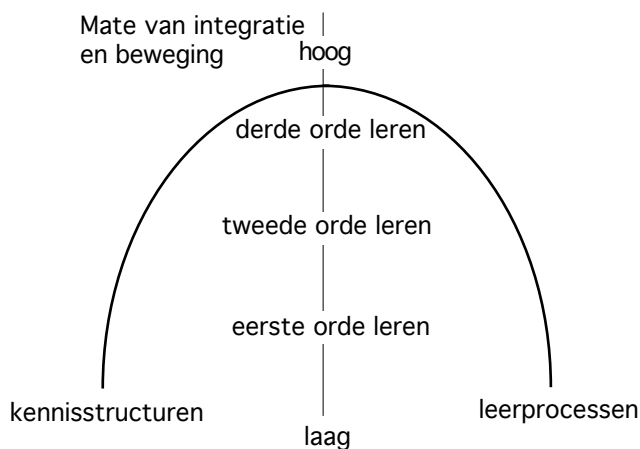 Mate van integratie
en beweging
hoog
derde orde leren
tweede orde leren
eerste orde leren
kennisstructuren
leerprocessen
laag